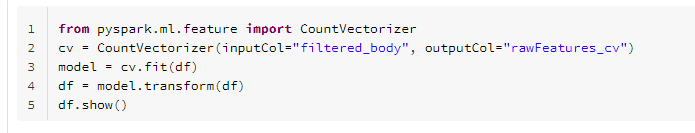 1 from pyspark.ml.feature import CountVectorizer
2 cv = CountVectorizer(inputCol="filtered_body", outputCol="rawFeatures_cv")
3 model = cv.fit(df)
4 df = model.transform(df)
5 df.show()